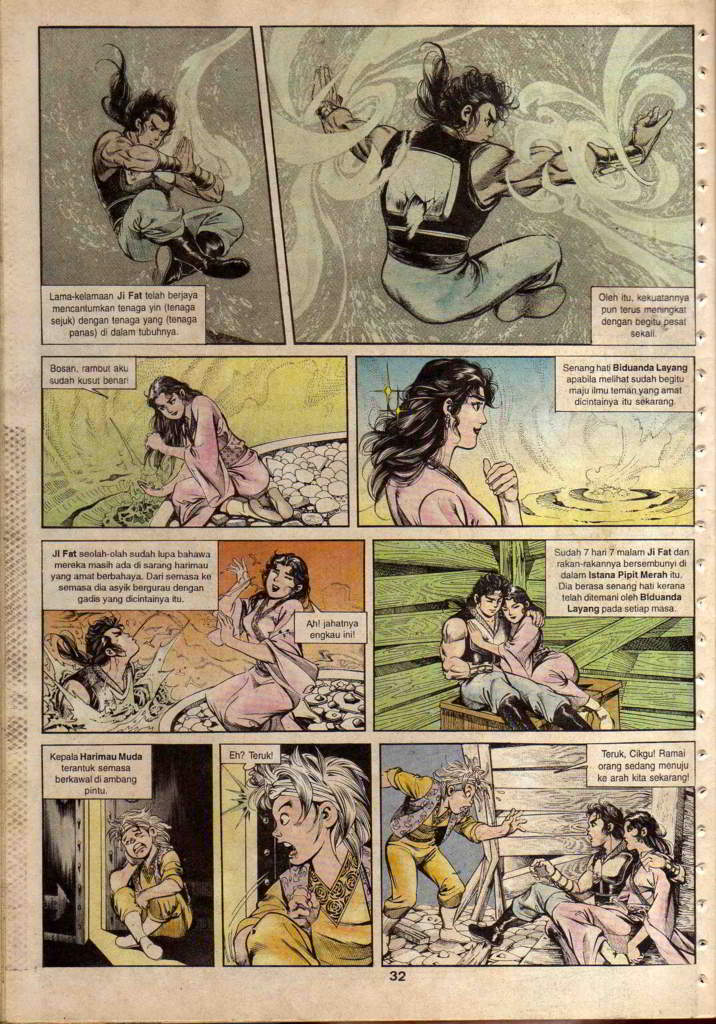 Lama-kelamaan Ji Fat telah berjaya
mencantumkan tenaga yin (tenaga
sejuk) dengan tenaga yang (tenaga
panas) di dalam tubuhnya.
Oleh itu, kekuatannya
pun terus meningkat
dengan begitu pesat
sekali.
Bosan, rambut aku
sudah kusut benar!
Senang hati Biduanda Layang
apabila melihat sudah begitu
maju ilmu teman yang amat
dicintainya itu sekarang.
Ji Fat seolah-olah sudah lupa bahawa
mereka masih ada di sarang harimau
yang amat berbahaya. Dari semasa ke
semasa dia asyik bergurau dengan
gadis yang dicintainya itu.
Ah! jahatnya
engkau ini!
Sudah 7 hari 7 malam Ji Fat dan
rakan-rakannya bersembunyi di
dalam Istana Pipit Merah itu.
Dia berasa senang hati kerana
telah ditemani oleh Biduanda
Layang pada setiap masa.
Kepala Harimau Muda
terantuk semasa
berkawal di ambang
pintu.
Eh? Teruk!
Teruk, Cikgu! Ramai
orang sedang menuju
ke arah kita sekarang!
32